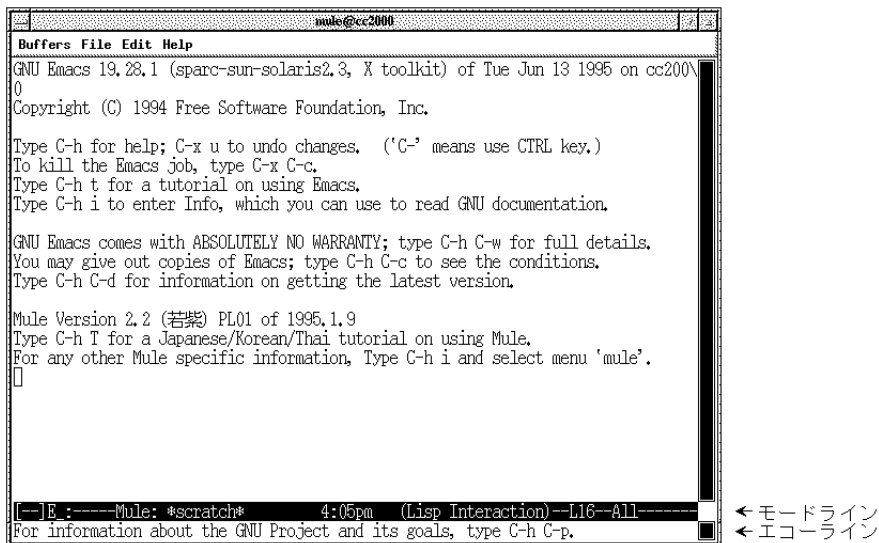 mule@cc2000
Buffers File Edit Help
GNU Emacs 19.28.1 (sparc-sun-solaris2.3, X toolkit) of Tue Jun 13 1995 on cc200\
0
Copyright (C) 1994 Free Software Foundation, Inc.
Type C-h for help; C-x u to undo changes.  (`C-' means use CTRL key.)
To kill the Emacs job, type C-x C-c.
Type C-h t for a tutorial on using Emacs.
Type C-h i to enter Info, which you can use to read GNU documentation.
GNU Emacs comes with ABSOLUTELY NO WARRANTY; type C-h C-w for full details.
You may give out copies of Emacs; type C-h C-c to see the conditions.
Type C-h C-d for information on getting the latest version.
Mule Version 2.2 (若紫) PL01 of 1995.1.9
Type C-h T for a Japanese/Korean/Thai tutorial on using Mule.
For any other Mule specific information, Type C-h i and select menu `mule'.
[--]E_:-----Mule: *scratch*        4:05pm   (Lisp Interaction)--L16--All------- ←モードライン
For information about the GNU Project and its goals, type C-h C-p. ←エコーライン